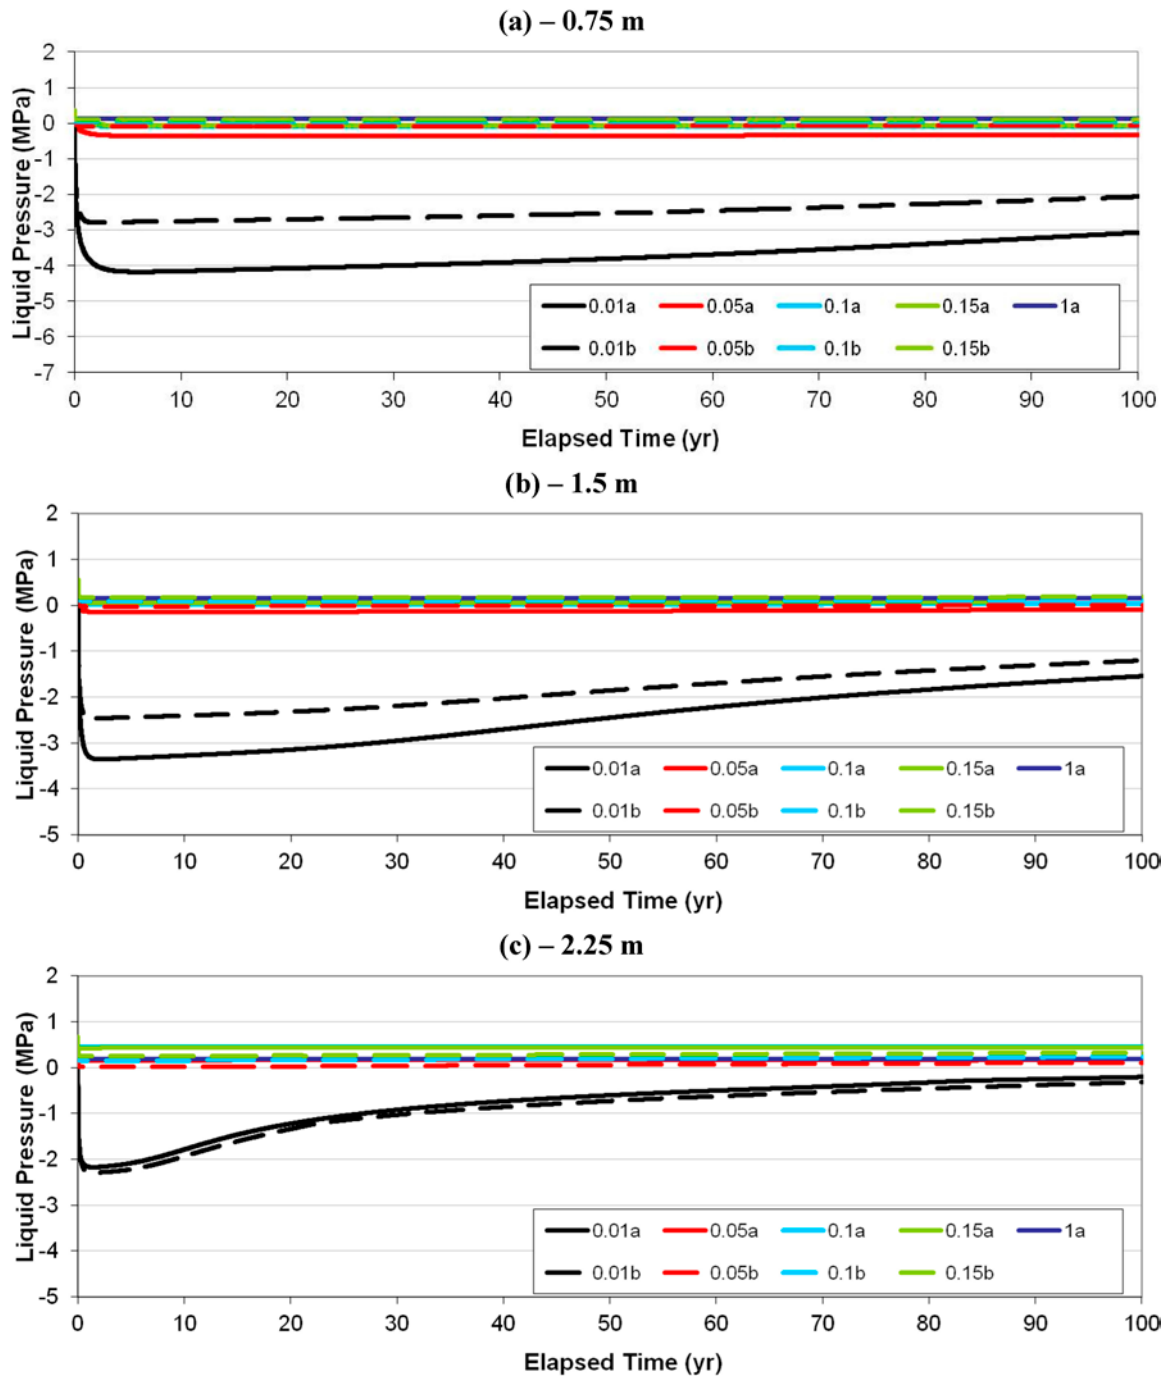 (a) – 0.75 m
Liquid Pressure (MPa)
2
1
0
-1
-2
-3
-4
-5
-6
-7
0.01a 0.05a 0.1a 0.15a 1a
0.01b 0.05b 0.1b 0.15b
0 10 20 30 40 50 60 70 80 90 100
Elapsed Time (yr)
(b) – 1.5 m
Liquid Pressure (MPa)
2
1
0
-1
-2
-3
-4
-5
0.01a 0.05a 0.1a 0.15a 1a
0.01b 0.05b 0.1b 0.15b
0 10 20 30 40 50 60 70 80 90 100
Elapsed Time (yr)
(c) – 2.25 m
Liquid Pressure (MPa)
2
1
0
-1
-2
-3
-4
-5
0.01a 0.05a 0.1a 0.15a 1a
0.01b 0.05b 0.1b 0.15b
0 10 20 30 40 50 60 70 80 90 100
Elapsed Time (yr)